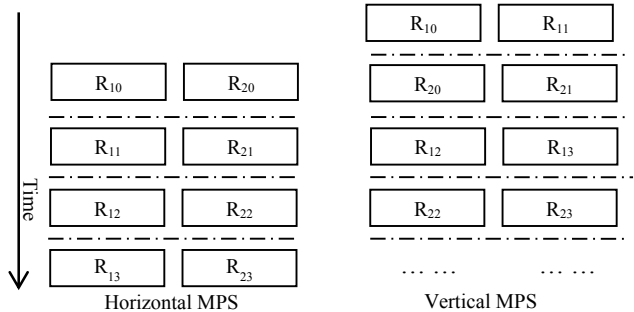 R₁₀ R₁₁
R₁₀ R₂₀ R₂₀ R₂₁
R₁₁ R₂₁ R₁₂ R₁₃
R₁₂ R₂₂ R₂₂ R₂₃
R₁₃ R₂₃ … … … …
Time
Horizontal MPS Vertical MPS